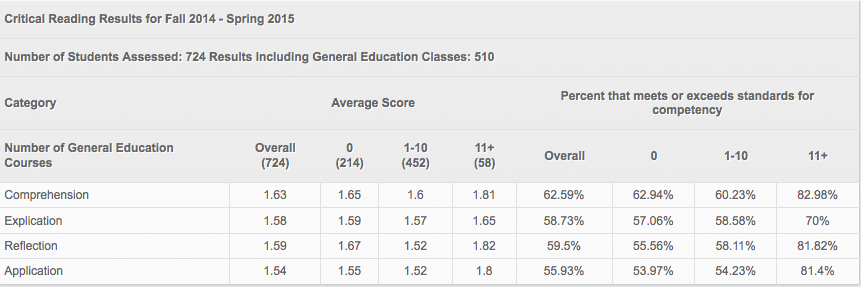 Critical Reading Results for Fall 2014 - Spring 2015
Number of Students Assessed: 724 Results Including General Education Classes: 510
Category Average Score Percent that meets or exceeds standards for
competency
Number of General Education Overall 0 1-10 11+ Overall 0 1-10 11+
Courses (724) (214) (452) (58)
Comprehension 1.63 1.65 1.6 1.81 62.59% 62.94% 60.23% 82.98%
Explication 1.58 1.59 1.57 1.65 58.73% 57.06% 58.58% 70%
Reflection 1.59 1.67 1.52 1.82 59.5% 55.56% 58.11% 81.82%
Application 1.54 1.55 1.52 1.8 55.93% 53.97% 54.23% 81.4%